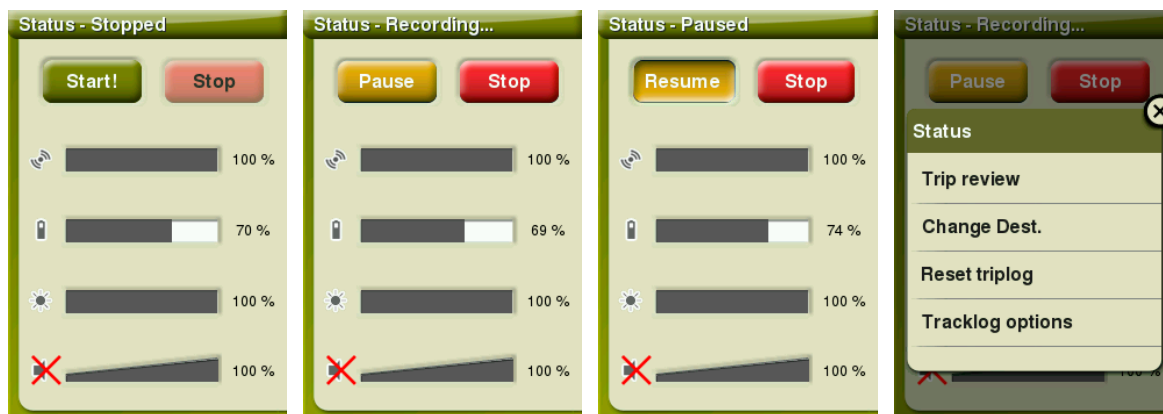 Status - Stopped
Start! Stop
100 %
70 %
100 %
100 %
Status - Recording...
Pause Stop
100 %
69 %
100 %
100 %
Status - Paused
Resume Stop
100 %
74 %
100 %
100 %
Status - Recording...
Pause Stop
Status
Trip review
Change Dest.
Reset triplog
Tracklog options
100 %